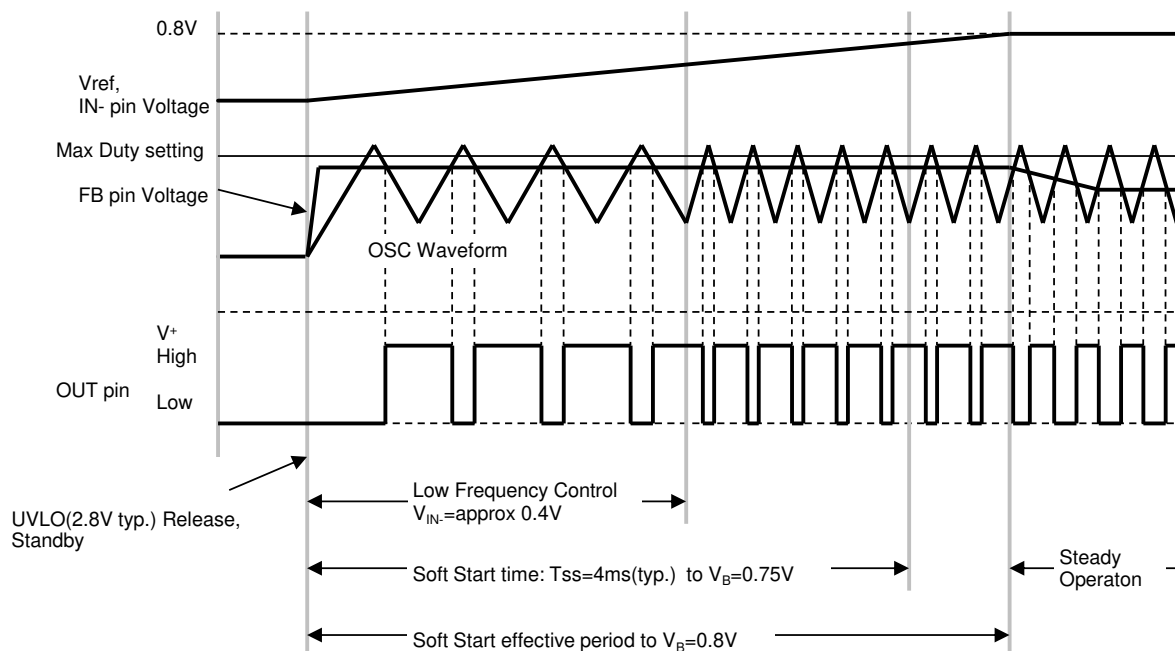 0.8V
Vref,
IN- pin Voltage
Max Duty setting
FB pin Voltage
OSC Waveform
V+
High
OUT pin
Low
Low Frequency Control
VIN-=approx 0.4V
UVLO(2.8V typ.) Release,
Standby
Soft Start time: Tss=4ms(typ.) to VB=0.75V
Steady
Operaton
Soft Start effective period to VB=0.8V